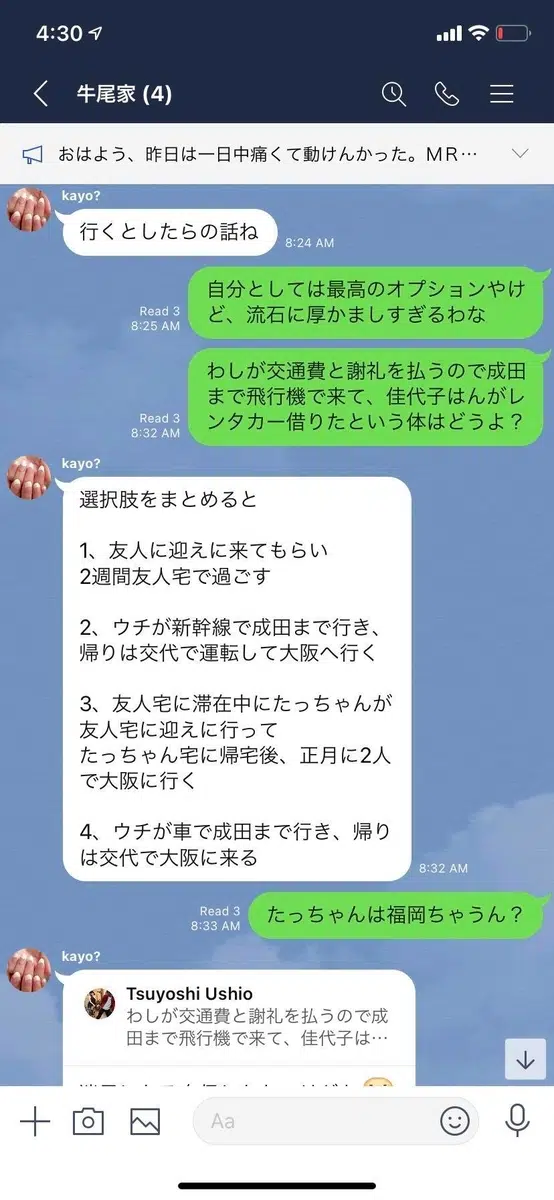 4:30
牛尾家 (4)
おはよう、昨日は一日中痛くて動けんかった。MR…
kayo?
行くとしたらの話ね
8:24 AM
自分としては最高のオプションやけ
ど、流石に厚かましすぎるわな
Read 3
8:25 AM
わしが交通費と謝礼を払うので成田
まで飛行機で来て、佳代子はんがレ
ンタカー借りたという体はどうよ？
Read 3
8:32 AM
kayo?
選択肢をまとめると
1、友人に迎えに来てもらい
2週間友人宅で過ごす
2、ウチが新幹線で成田まで行き、
帰りは交代で運転して大阪へ行く
3、友人宅に滞在中にたっちゃんが
友人宅に迎えに行って
たっちゃん宅に帰宅後、正月に2人
で大阪に行く
4、ウチが車で成田まで行き、帰り
は交代で大阪に来る
8:32 AM
たっちゃんは福岡ちゃうん？
Read 3
8:33 AM
kayo?
Tsuyoshi Ushio
わしが交通費と謝礼を払うので成
田まで飛行機で来て、佳代子は…
Aa